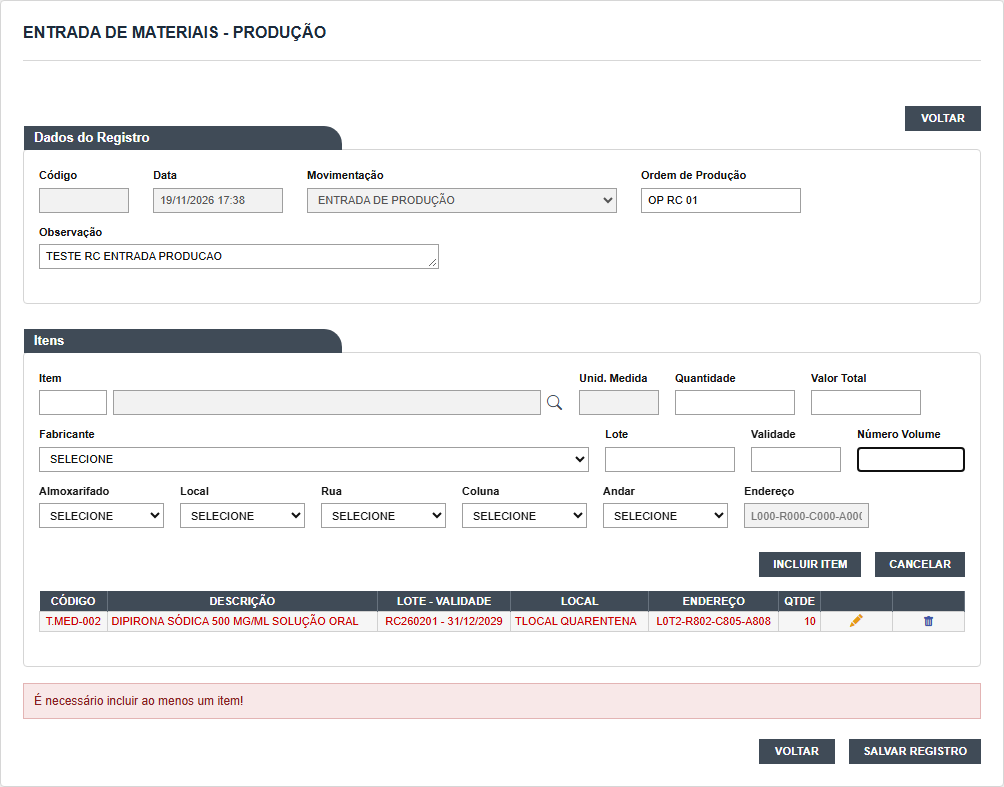 ENTRADA DE MATERIAIS - PRODUÇÃO
VOLTAR
Dados do Registro
Código Data Movimentação Ordem de Produção
19/11/2026 17:38 ENTRADA DE PRODUÇÃO OP RC 01
Observação
TESTE RC ENTRADA PRODUCAO
Itens
Item Unid. Medida Quantidade Valor Total
Fabricante Lote Validade Número Volume
SELECIONE
Almoxarifado Local Rua Coluna Andar Endereço
SELECIONE SELECIONE SELECIONE SELECIONE SELECIONE L000-R000-C000-A000
INCLUIR ITEM CANCELAR
CÓDIGO DESCRIÇÃO LOTE - VALIDADE LOCAL ENDEREÇO QTDE
T.MED-002 DIPIRONA SÓDICA 500 MG/ML SOLUÇÃO ORAL RC260201 - 31/12/2029 TLOCAL QUARENTENA L0T2-R802-C805-A808 10
É necessário incluir ao menos um item!
VOLTAR SALVAR REGISTRO